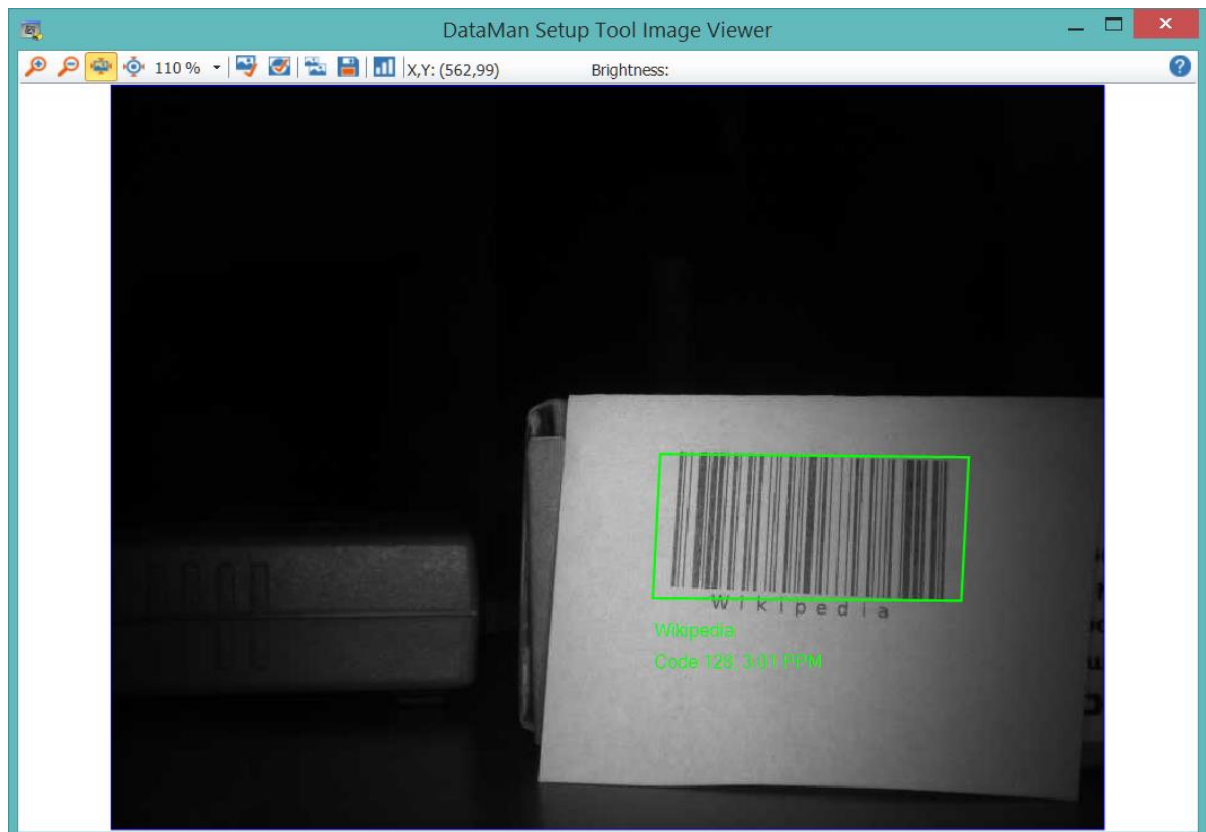 DataMan Setup Tool Image Viewer
110 %
X,Y: (562,99)
Brightness:
Wikipedia
Wikipedia
Code 128, 3.01 PPM